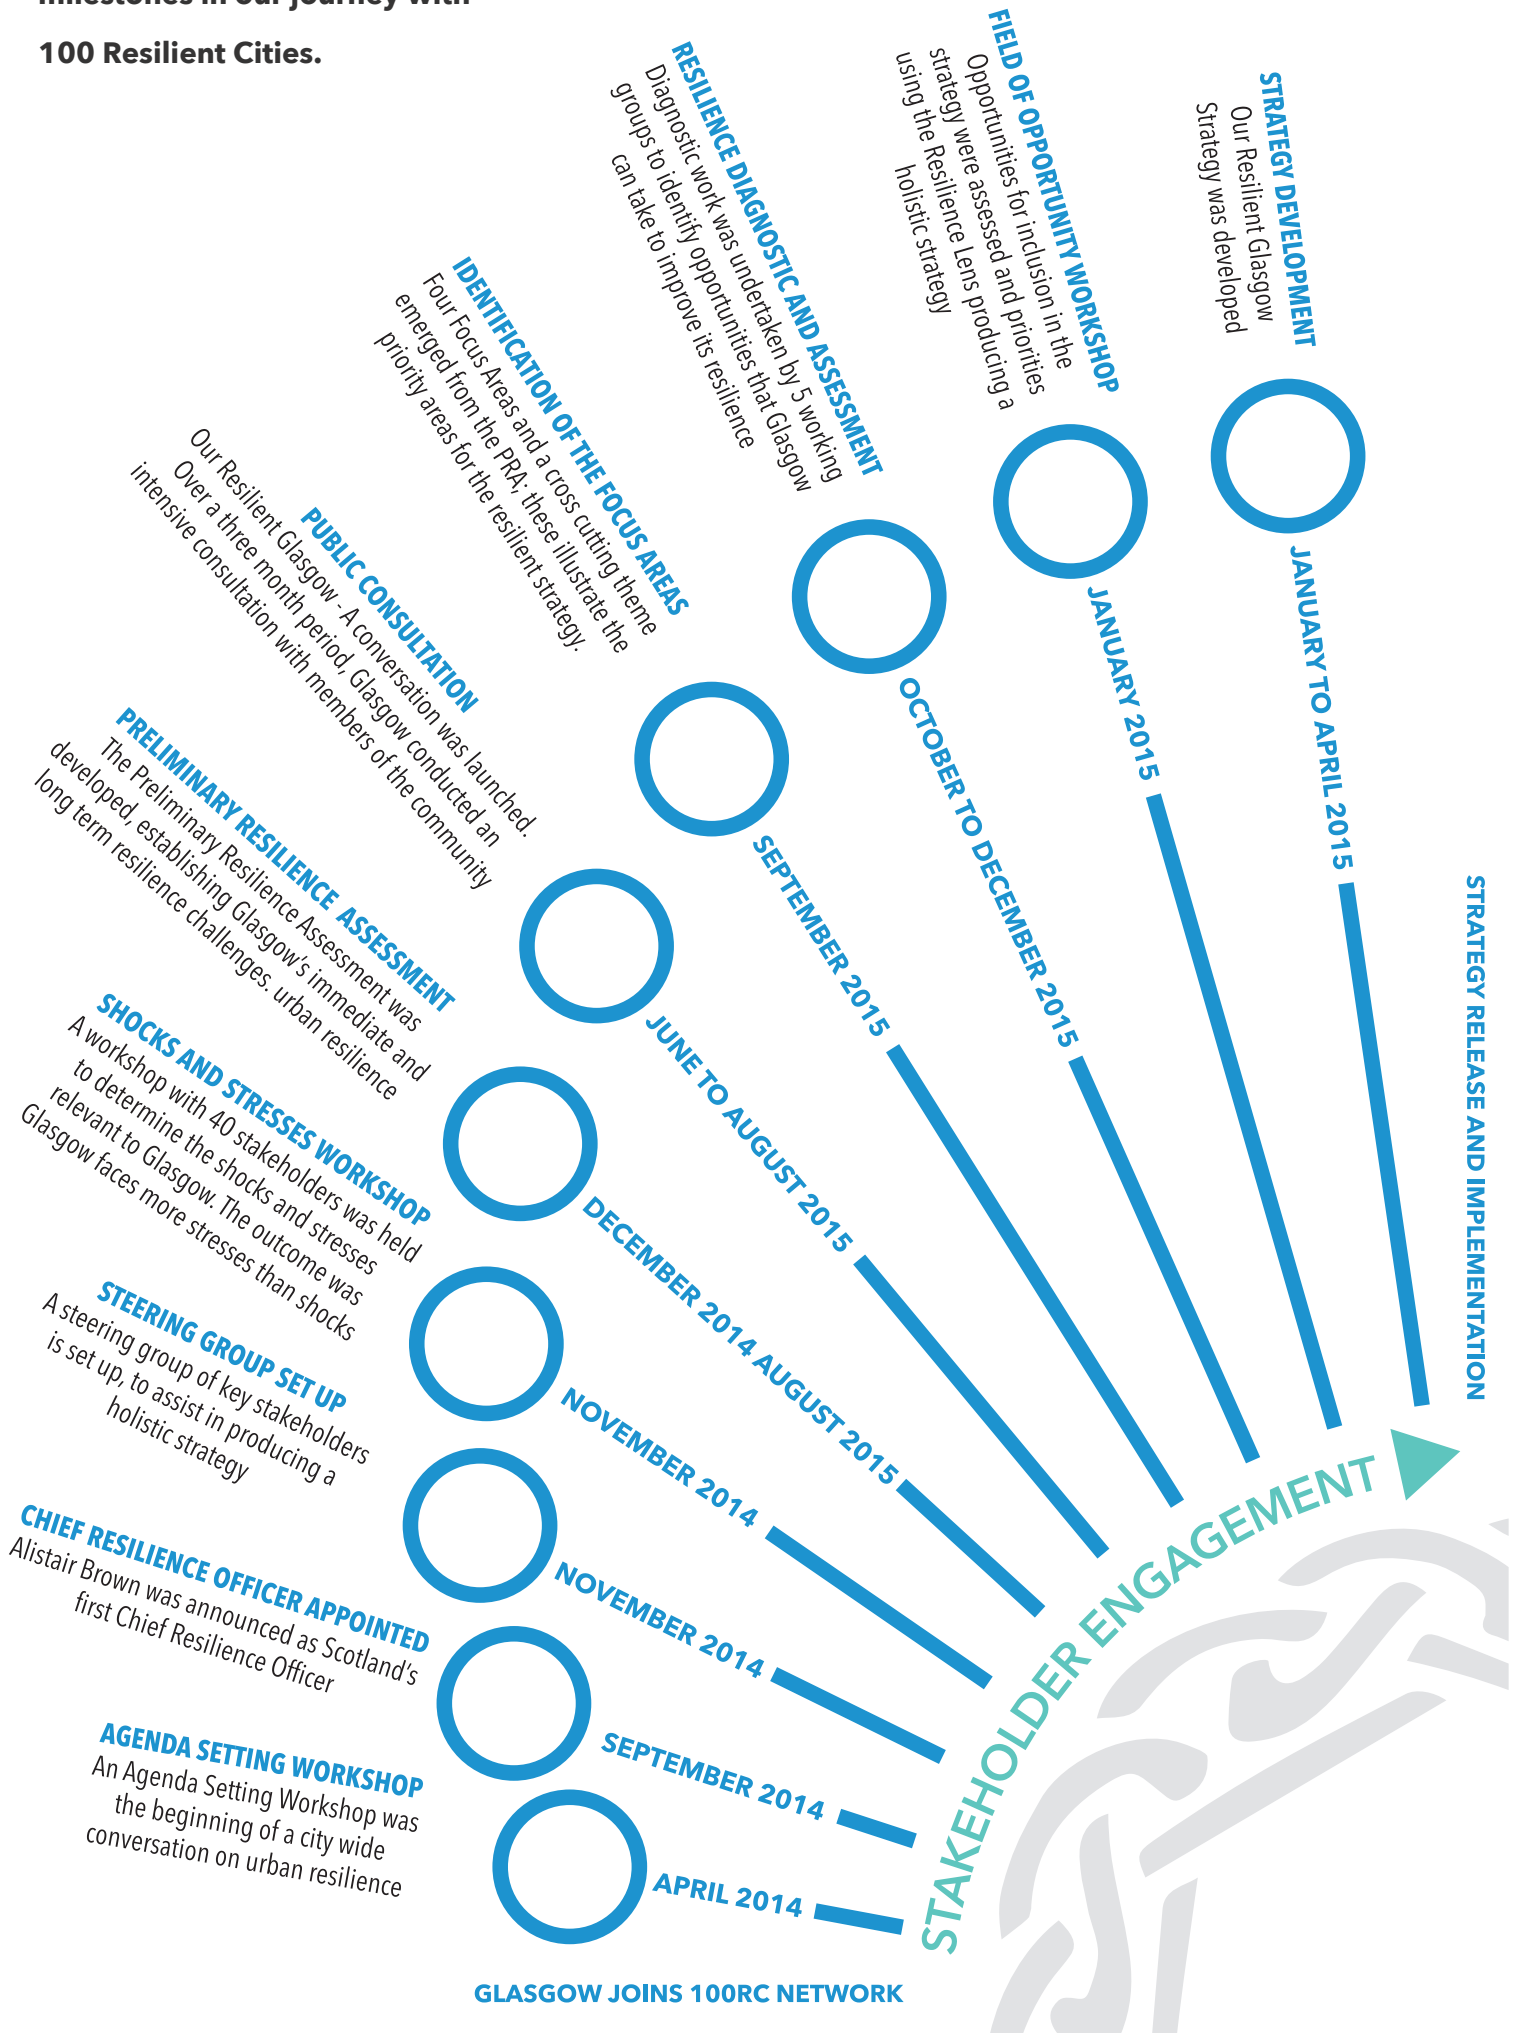 milestones in our journey with
100 Resilient Cities.
STRATEGY DEVELOPMENT
Our Resilient Glasgow
Strategy was developed
JANUARY TO APRIL 2015
FIELD OF OPPORTUNITY WORKSHOP
Opportunities for inclusion in the
strategy were assessed and priorities
using the Resilience Lens producing a
holistic strategy
JANUARY 2015
RESILIENCE DIAGNOSTIC AND ASSESSMENT
Diagnostic work was undertaken by 5 working
groups to identify opportunities that Glasgow
can take to improve its resilience
OCTOBER TO DECEMBER 2015
IDENTIFICATION OF THE FOCUS AREAS
Four Focus Areas and a cross cutting theme
emerged from the PRA; these illustrate the
priority areas for the resilient strategy.
SEPTEMBER 2015
PUBLIC CONSULTATION
Our Resilient Glasgow - A conversation was launched.
Over a three month period, Glasgow conducted an
intensive consultation with members of the community
JUNE TO AUGUST 2015
PRELIMINARY RESILIENCE ASSESSMENT
The Preliminary Resilience Assessment was
developed, establishing Glasgow's immediate and
long term resilience challenges. urban resilience
DECEMBER 2014 AUGUST 2015
SHOCKS AND STRESSES WORKSHOP
A workshop with 40 stakeholders was held
to determine the shocks and stresses
relevant to Glasgow. The outcome was
Glasgow faces more stresses than shocks
NOVEMBER 2014
STEERING GROUP SET UP
A steering group of key stakeholders
is set up, to assist in producing a
holistic strategy
NOVEMBER 2014
CHIEF RESILIENCE OFFICER APPOINTED
Alistair Brown was announced as Scotland's
first Chief Resilience Officer
SEPTEMBER 2014
AGENDA SETTING WORKSHOP
An Agenda Setting Workshop was
the beginning of a city wide
conversation on urban resilience
APRIL 2014
GLASGOW JOINS 100RC NETWORK
STAKEHOLDER ENGAGEMENT
STRATEGY RELEASE AND IMPLEMENTATION